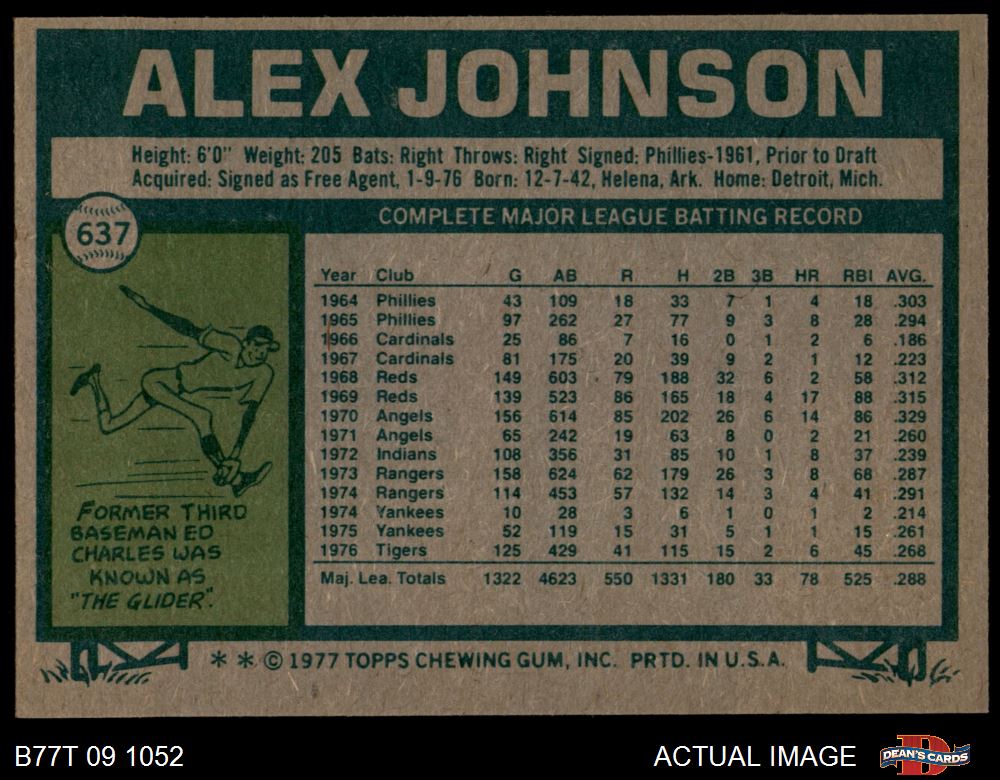 ALEX JOHNSON
Height: 6'0" Weight: 205 Bats: Right Throws: Right Signed: Phillies-1961, Prior to Draft
Acquired: Signed as Free Agent, 1-9-76 Born: 12-7-42, Helena, Ark. Home: Detroit, Mich.
637
COMPLETE MAJOR LEAGUE BATTING RECORD
Year Club G AB R H 2B 3B HR RBI AVG.
1964 Phillies 43 109 18 33 7 1 4 18 .303
1965 Phillies 97 262 27 77 9 3 8 28 .294
1966 Cardinals 25 86 7 16 0 1 2 6 .186
1967 Cardinals 81 175 20 39 9 2 1 12 .223
1968 Reds 149 603 79 188 32 6 2 58 .312
1969 Reds 139 523 86 165 18 4 17 88 .315
1970 Angels 156 614 85 202 26 6 14 86 .329
1971 Angels 65 242 19 63 8 0 2 21 .260
1972 Indians 108 356 31 85 10 1 8 37 .239
1973 Rangers 158 624 62 179 26 3 8 68 .287
1974 Rangers 114 453 57 132 14 3 4 41 .291
1974 Yankees 10 28 3 6 1 0 1 2 .214
1975 Yankees 52 119 15 31 5 1 1 15 .261
1976 Tigers 125 429 41 115 15 2 6 45 .268
Maj. Lea. Totals 1322 4623 550 1331 180 33 78 525 .288
FORMER THIRD
BASEMAN ED
CHARLES WAS
KNOWN AS
"THE GLIDER".
* * © 1977 TOPPS CHEWING GUM, INC. PRTD. IN U.S.A.
B77T 09 1052
ACTUAL IMAGE
D
DEAN'S CARDS